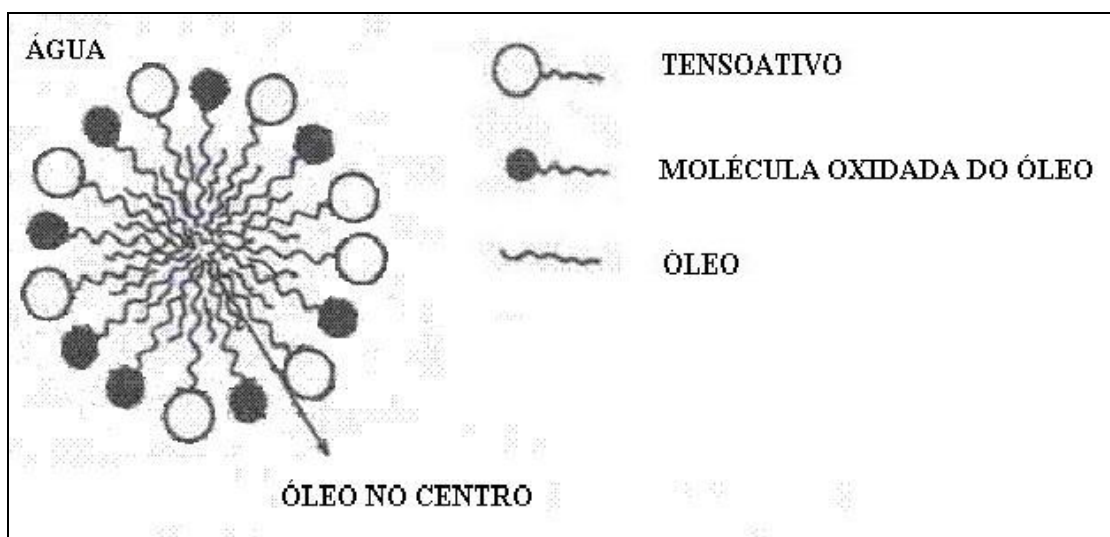 ÁGUA
TENSOATIVO
MOLÉCULA OXIDADA DO ÓLEO
ÓLEO
ÓLEO NO CENTRO